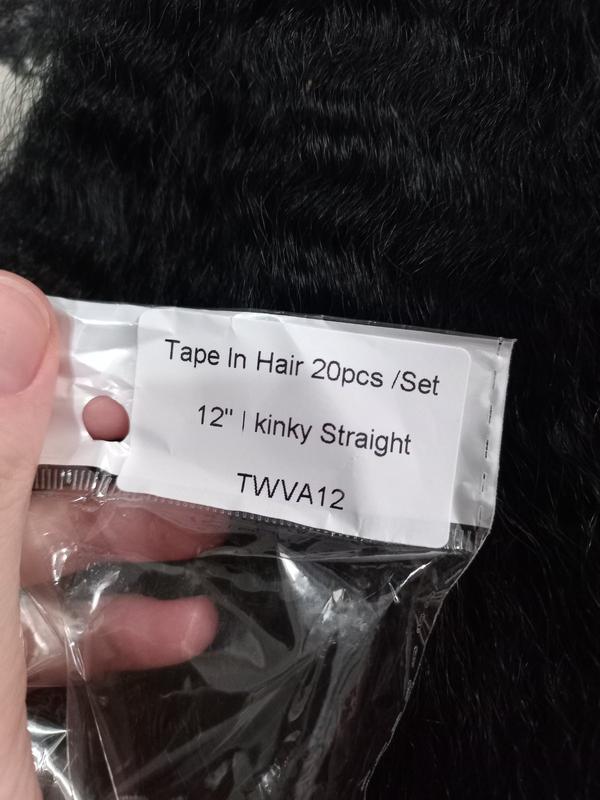 Tape In Hair 20pcs /Set
12" | kinky Straight
TWVA12